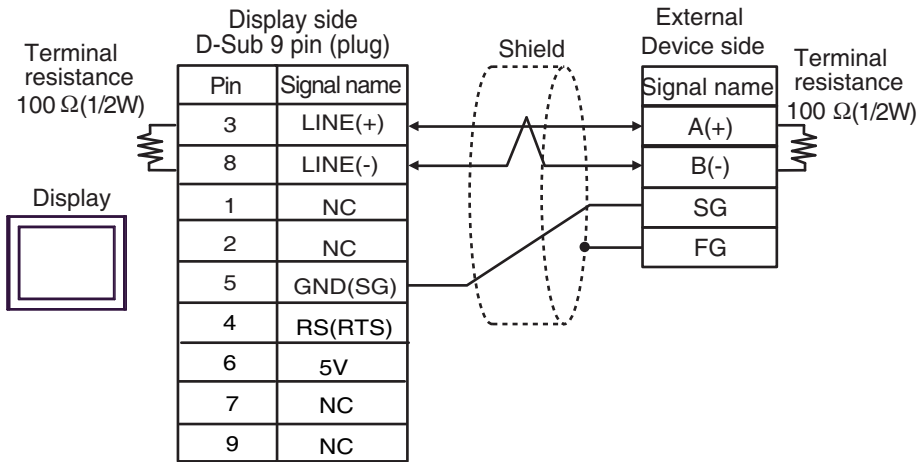 Display side
D-Sub 9 pin (plug)
External
Device side
Shield
Terminal
resistance
100 Ω(1/2W)
Terminal
resistance
100 Ω(1/2W)
Display
Pin Signal name
3 LINE(+)
8 LINE(-)
1 NC
2 NC
5 GND(SG)
4 RS(RTS)
6 5V
7 NC
9 NC
Signal name
A(+)
B(-)
SG
FG